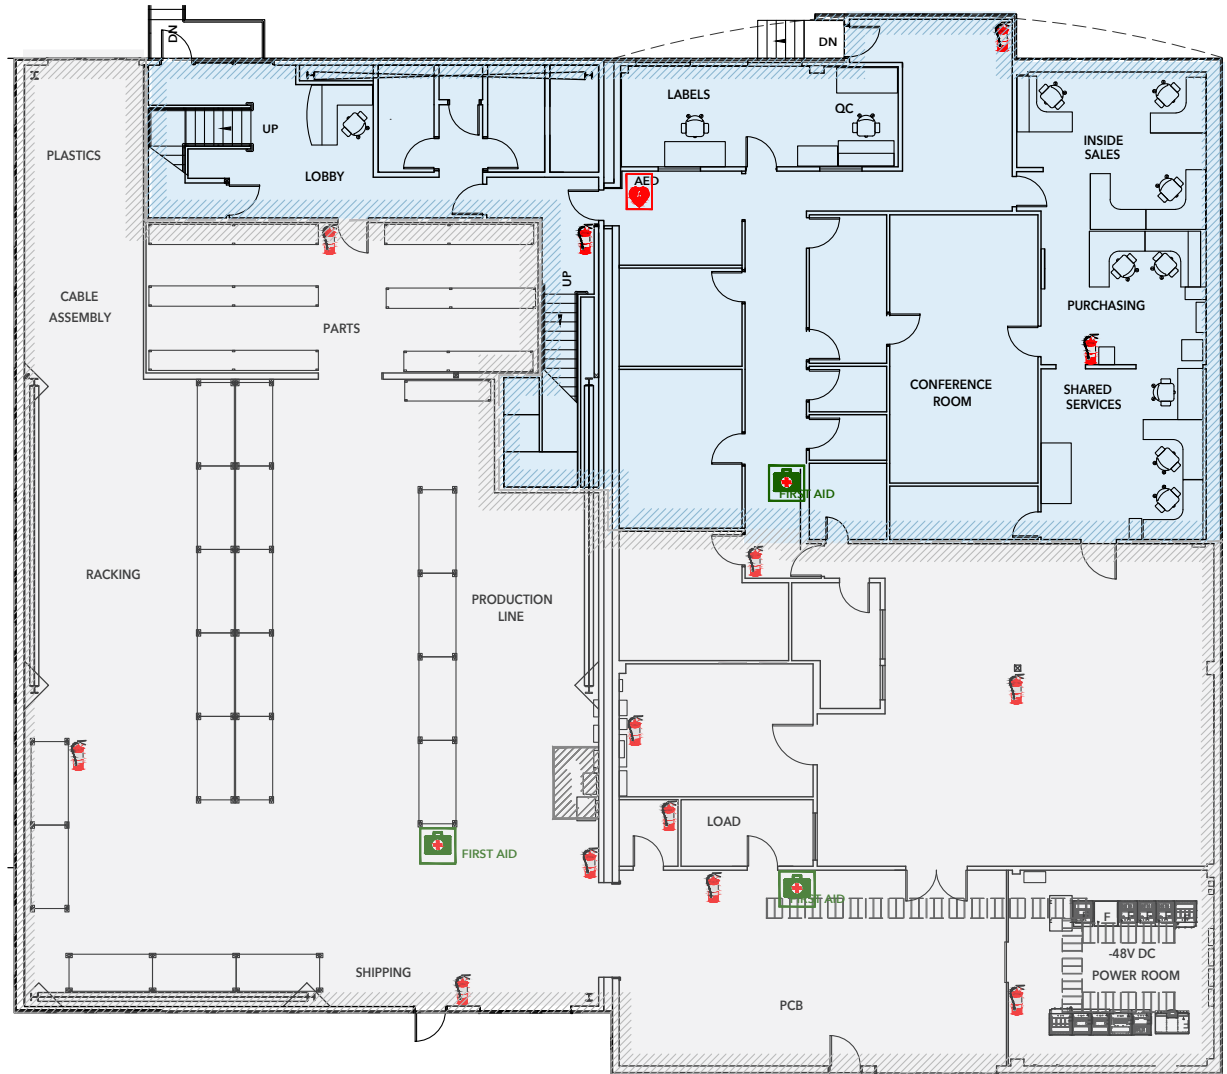 DN
DN
LABELS
QC
UP
INSIDE
SALES
PLASTICS
LOBBY
AED
UP
CABLE
ASSEMBLY
PARTS
PURCHASING
CONFERENCE
ROOM
SHARED
SERVICES
FIRST AID
RACKING
PRODUCTION
LINE
LOAD
FIRST AID
FIRST AID
F
-48V DC
POWER ROOM
SHIPPING
PCB